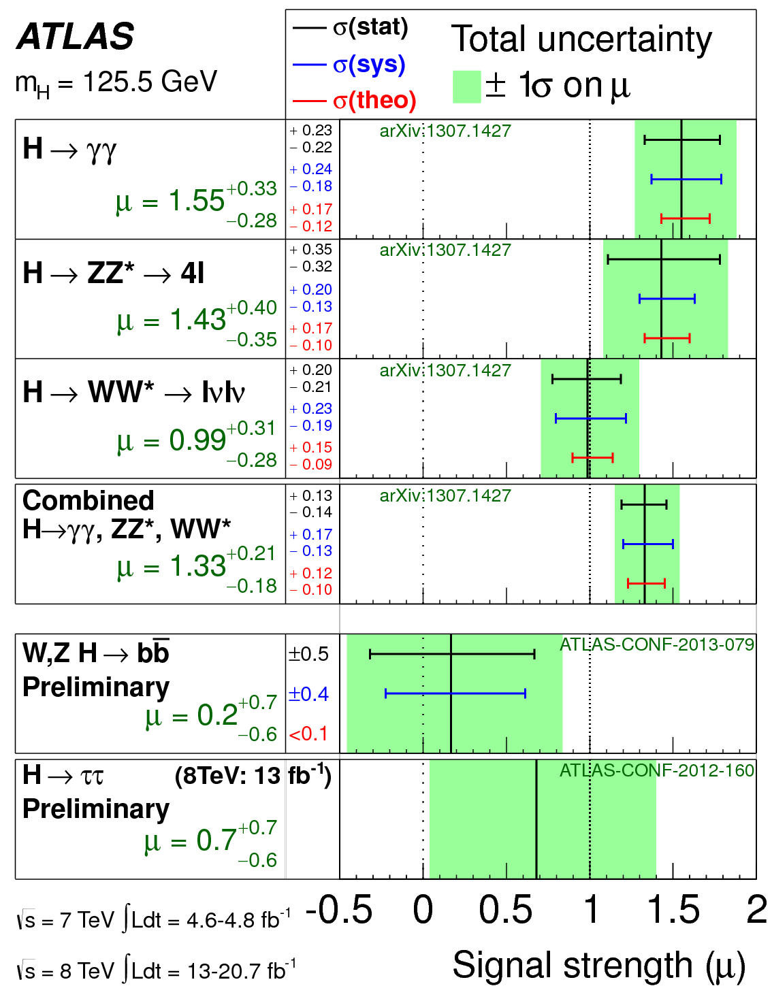 ATLAS
m_H = 125.5 GeV
σ(stat)
σ(sys)
σ(theo)
Total uncertainty
± 1σ on μ
H → γγ
μ = 1.55 +0.33 −0.28
+ 0.23
− 0.22
+ 0.24
− 0.18
+ 0.17
− 0.12
arXiv:1307.1427
H → ZZ* → 4l
μ = 1.43 +0.40 −0.35
+ 0.35
− 0.32
+ 0.20
− 0.13
+ 0.17
− 0.10
arXiv:1307.1427
H → WW* → lνlν
μ = 0.99 +0.31 −0.28
+ 0.20
− 0.21
+ 0.23
− 0.19
+ 0.15
− 0.09
arXiv:1307.1427
Combined
H→γγ, ZZ*, WW*
μ = 1.33 +0.21 −0.18
+ 0.13
− 0.14
+ 0.17
− 0.13
+ 0.12
− 0.10
arXiv:1307.1427
W,Z H → bb̅
Preliminary
μ = 0.2 +0.7 −0.6
±0.5
±0.4
<0.1
ATLAS-CONF-2013-079
H → ττ (8TeV: 13 fb⁻¹)
Preliminary
μ = 0.7 +0.7 −0.6
ATLAS-CONF-2012-160
-0.5 0 0.5 1 1.5 2
√s = 7 TeV ∫Ldt = 4.6-4.8 fb⁻¹
√s = 8 TeV ∫Ldt = 13-20.7 fb⁻¹
Signal strength (μ)